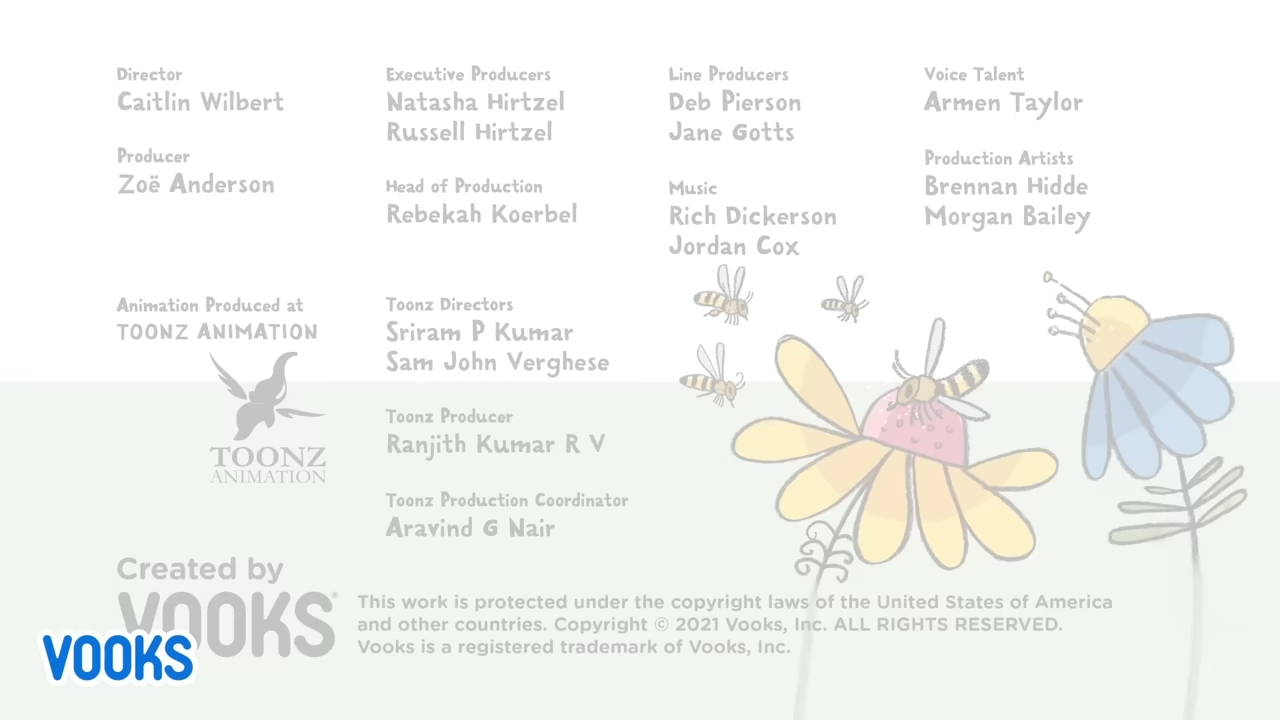 Director
Caitlin Wilbert
Producer
Zoë Anderson
Executive Producers
Natasha Hirtzel
Russell Hirtzel
Head of Production
Rebekah Koerbel
Line Producers
Deb Pierson
Jane Gotts
Music
Rich Dickerson
Jordan Cox
Voice Talent
Armen Taylor
Production Artists
Brennan Hidde
Morgan Bailey
Animation Produced at
TOONZ ANIMATION
TOONZ
ANIMATION
Toonz Directors
Sriram P Kumar
Sam John Verghese
Toonz Producer
Ranjith Kumar R V
Toonz Production Coordinator
Aravind G Nair
Created by
VOOKS®
This work is protected under the copyright laws of the United States of America
and other countries. Copyright © 2021 Vooks, Inc. ALL RIGHTS RESERVED.
Vooks is a registered trademark of Vooks, Inc.
VOOKS